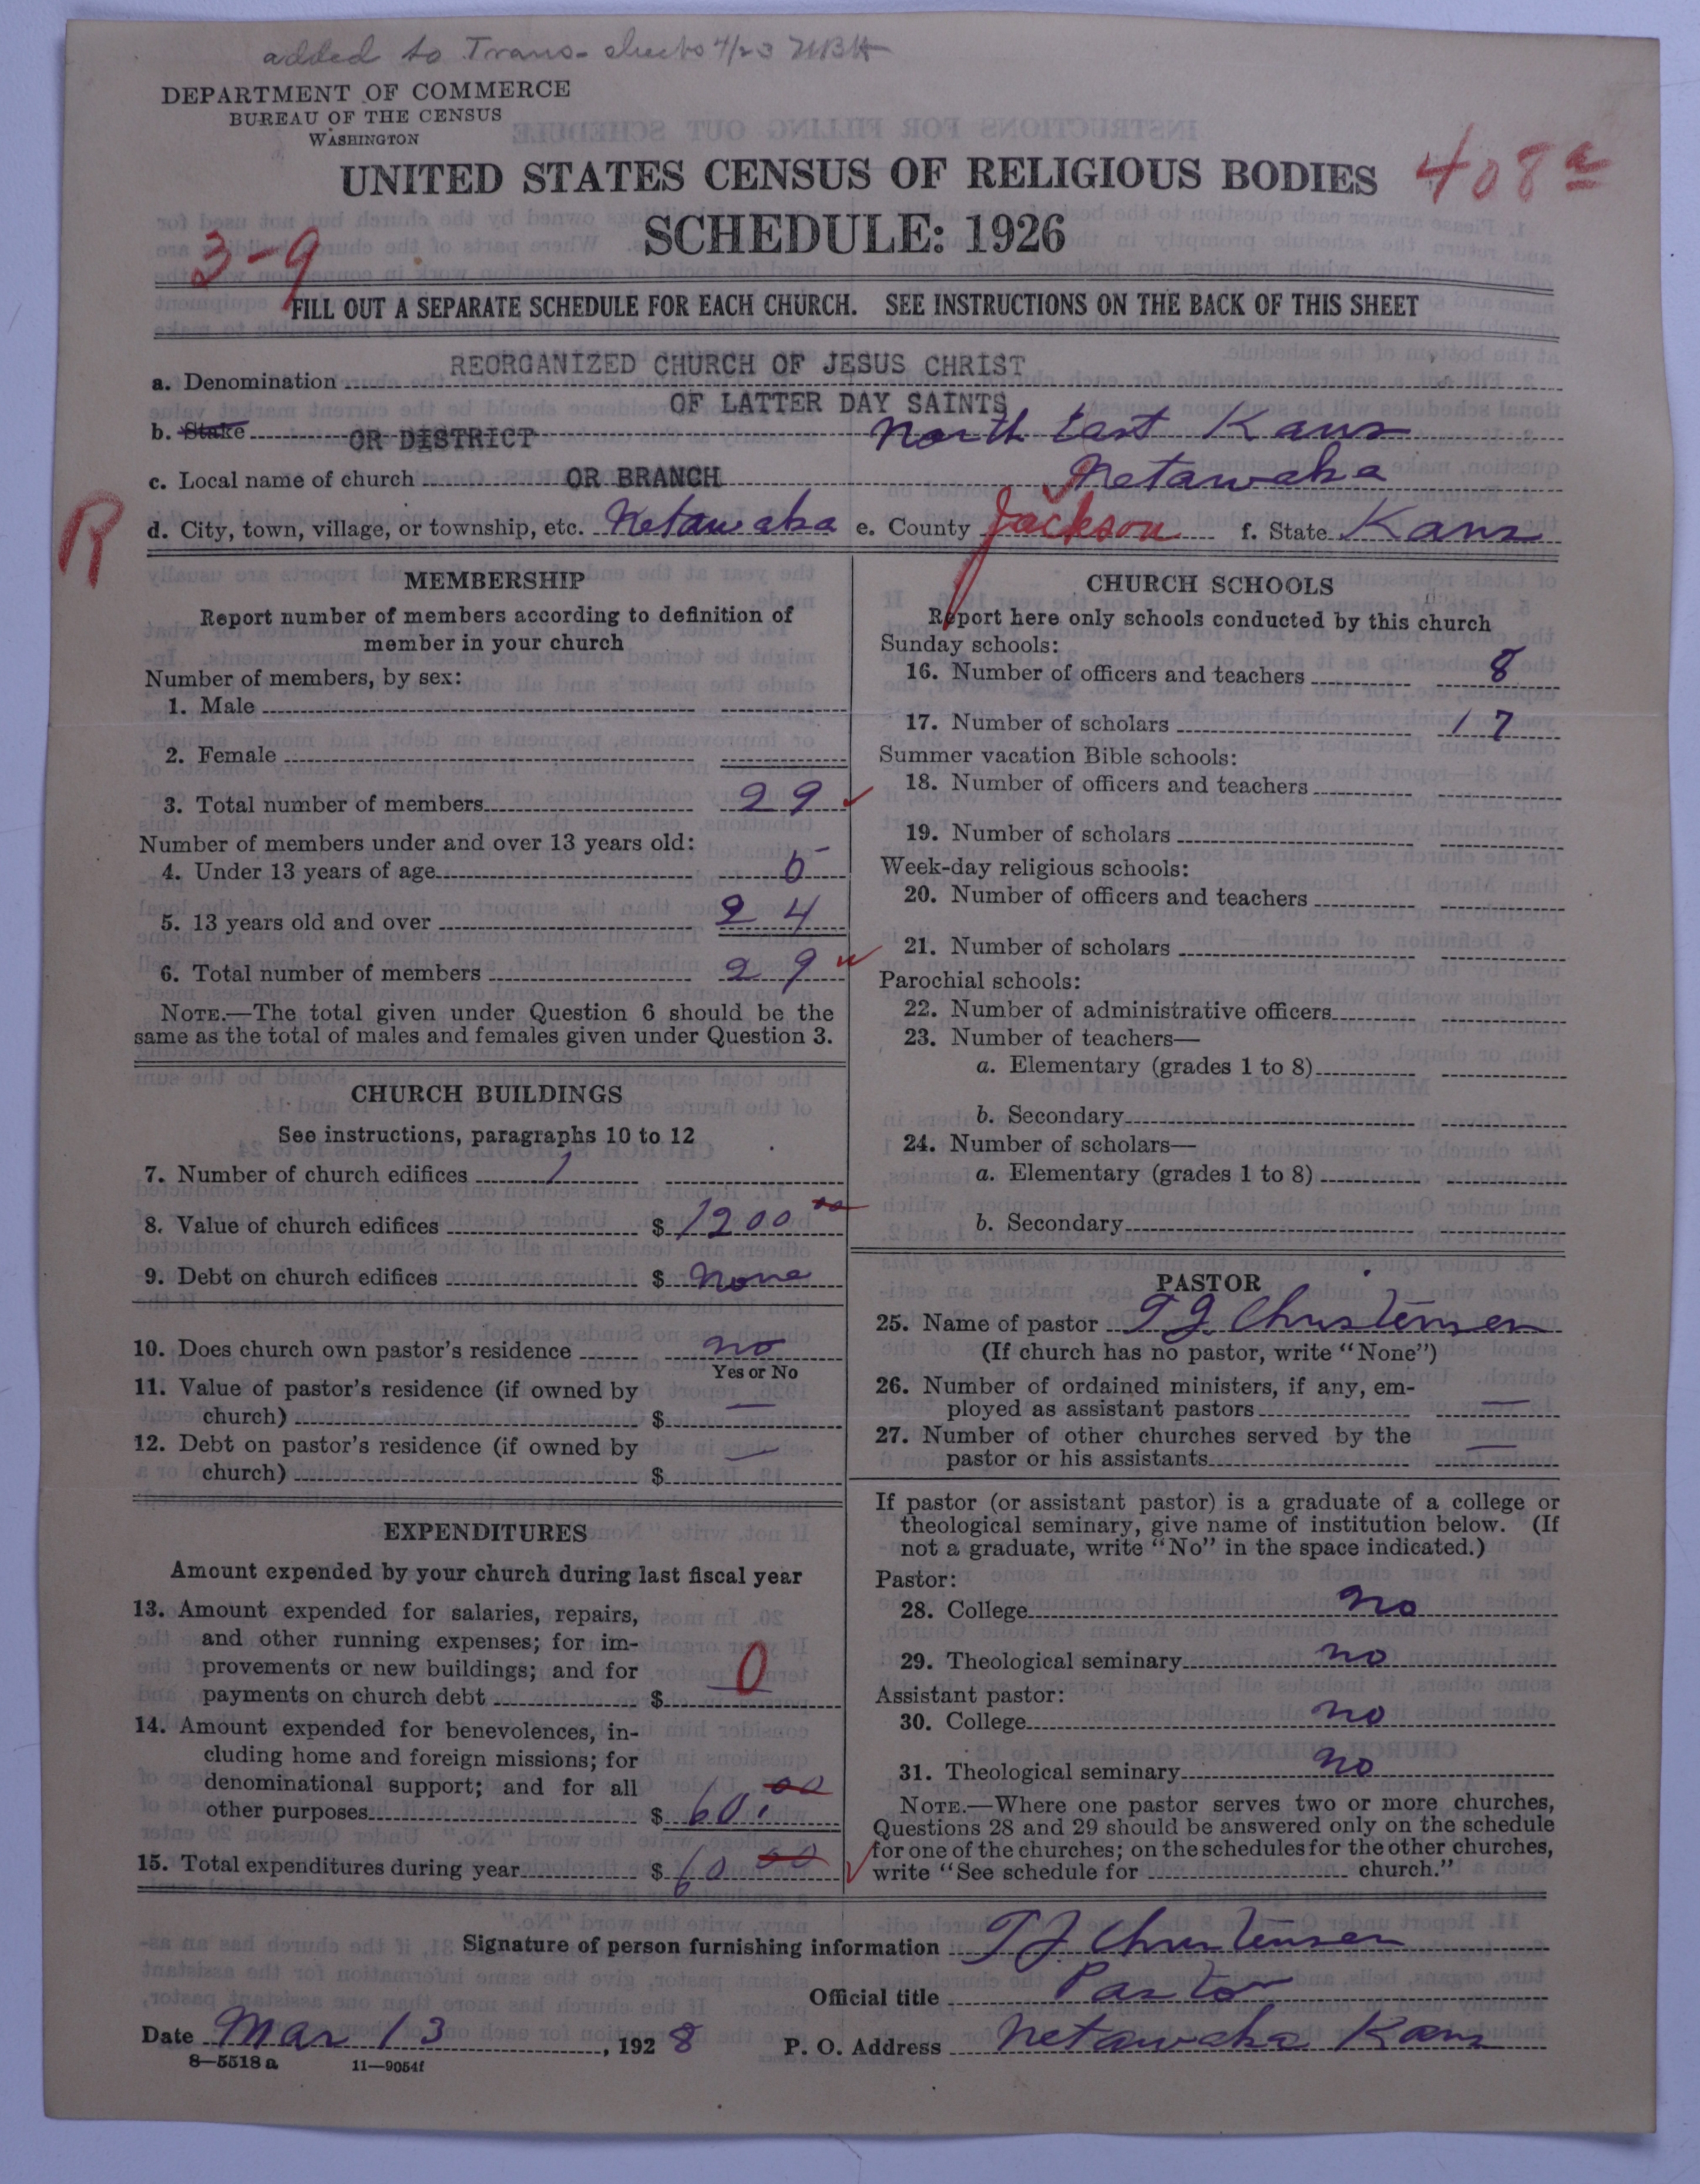 added to Trans- sheets 4/23 MBH
DEPARTMENT OF COMMERCE
BUREAU OF THE CENSUS
WASHINGTON
UNITED STATES CENSUS OF RELIGIOUS BODIES
408a
SCHEDULE: 1926
3-9
FILL OUT A SEPARATE SCHEDULE FOR EACH CHURCH. SEE INSTRUCTIONS ON THE BACK OF THIS SHEET
a. Denomination REORGANIZED CHURCH OF JESUS CHRIST
OF LATTER DAY SAINTS
b. Stake OR DISTRICT North East Kans
c. Local name of church OR BRANCH Netawaka
R
d. City, town, village, or township, etc. Netawaka e. County Jackson f. State Kans
MEMBERSHIP
Report number of members according to definition of
member in your church
Number of members, by sex:
1. Male
2. Female
3. Total number of members 29
Number of members under and over 13 years old:
4. Under 13 years of age 5
5. 13 years old and over 24
6. Total number of members 29
NOTE.—The total given under Question 6 should be the
same as the total of males and females given under Question 3.
CHURCH BUILDINGS
See instructions, paragraphs 10 to 12
7. Number of church edifices 1
8. Value of church edifices $ 1200 00
9. Debt on church edifices $ None
10. Does church own pastor's residence no
Yes or No
11. Value of pastor's residence (if owned by
church) $ —
12. Debt on pastor's residence (if owned by
church) $ —
EXPENDITURES
Amount expended by your church during last fiscal year
13. Amount expended for salaries, repairs,
and other running expenses; for im-
provements or new buildings; and for
payments on church debt $ 0
14. Amount expended for benevolences, in-
cluding home and foreign missions; for
denominational support; and for all
other purposes $ 60.00
15. Total expenditures during year $ 60 00
CHURCH SCHOOLS
Report here only schools conducted by this church
Sunday schools:
16. Number of officers and teachers 8
17. Number of scholars 17
Summer vacation Bible schools:
18. Number of officers and teachers
19. Number of scholars
Week-day religious schools:
20. Number of officers and teachers
21. Number of scholars
Parochial schools:
22. Number of administrative officers
23. Number of teachers—
a. Elementary (grades 1 to 8)
b. Secondary
24. Number of scholars—
a. Elementary (grades 1 to 8)
b. Secondary
PASTOR
25. Name of pastor T J. Christensen
(If church has no pastor, write "None")
26. Number of ordained ministers, if any, em-
ployed as assistant pastors —
27. Number of other churches served by the
pastor or his assistants —
If pastor (or assistant pastor) is a graduate of a college or
theological seminary, give name of institution below. (If
not a graduate, write "No" in the space indicated.)
Pastor:
28. College No
29. Theological seminary no
Assistant pastor:
30. College no
31. Theological seminary no
NOTE.—Where one pastor serves two or more churches,
Questions 28 and 29 should be answered only on the schedule
for one of the churches; on the schedules for the other churches,
write "See schedule for church."
Signature of person furnishing information T J. Christensen
Official title Pastor
Date Mar 13, 1928 P. O. Address Netawaka Kans
8—5518a 11—9054f